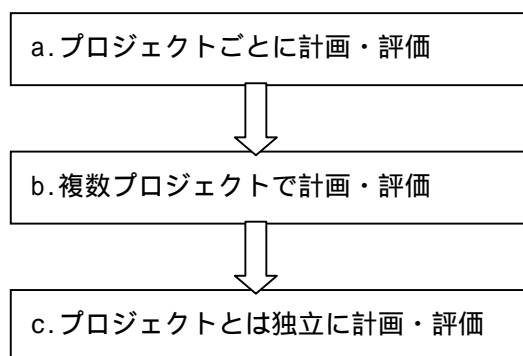 a.プロジェクトごとに計画・評価
b.複数プロジェクトで計画・評価
c.プロジェクトとは独立に計画・評価